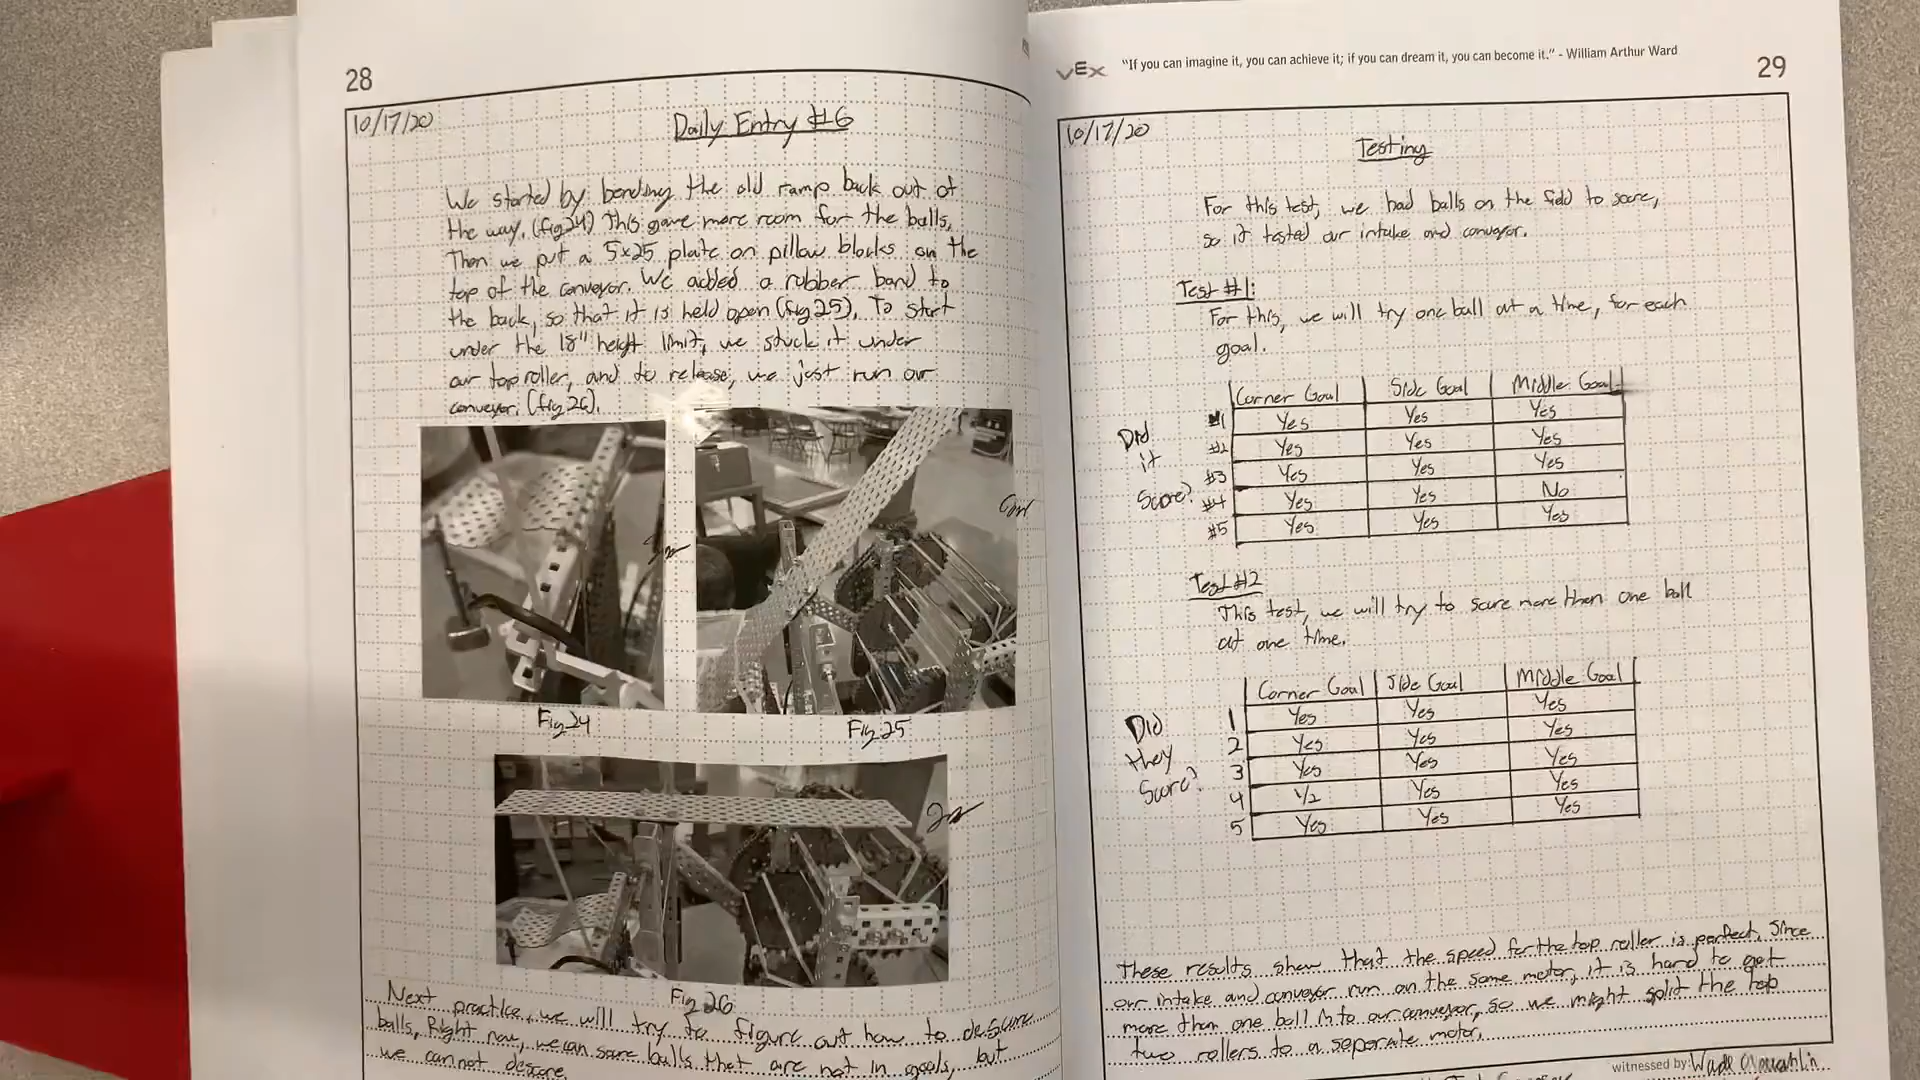 28
10/17/20
Daily Entry #6
We started by bending the old ramp back out of
the way. (fig 24) This gave more room for the balls.
Then we put a 5x25 plate on pillow blocks on the
top of the conveyor. We added a rubber band to
the back, so that it is held open (fig 25). To start
under the 18" height limit, we stuck it under
our top roller, and to release, we just run our
conveyor. (fig 26).
Fig 24
Fig 25
Fig 26
Next practice, we will try to figure out how to descore
balls. Right now, we can score balls that are not in goals, but
we cannot descore.
VEX "If you can imagine it, you can achieve it; if you can dream it, you can become it." - William Arthur Ward
29
10/17/20
Testing
For this test, we had balls on the field to score,
so it tested our intake and conveyor.
Test #1:
For this, we will try one ball at a time, for each
goal.
Corner Goal Side Goal Middle Goal
Did it Score?
#1 Yes Yes Yes
#2 Yes Yes Yes
#3 Yes Yes Yes
#4 Yes Yes No
#5 Yes Yes Yes
Test #2
This test, we will try to score more then one ball
at one time.
Corner Goal Side Goal Middle Goal
Did they Score?
1 Yes Yes Yes
2 Yes Yes Yes
3 Yes Yes Yes
4 1/2 Yes Yes
5 Yes Yes Yes
These results show that the speed for the top roller is perfect. Since
our intake and conveyor run on the same motor, it is hard to get
more then one ball into our conveyor, so we might split the top
two rollers to a separate motor.
witnessed by: Wade